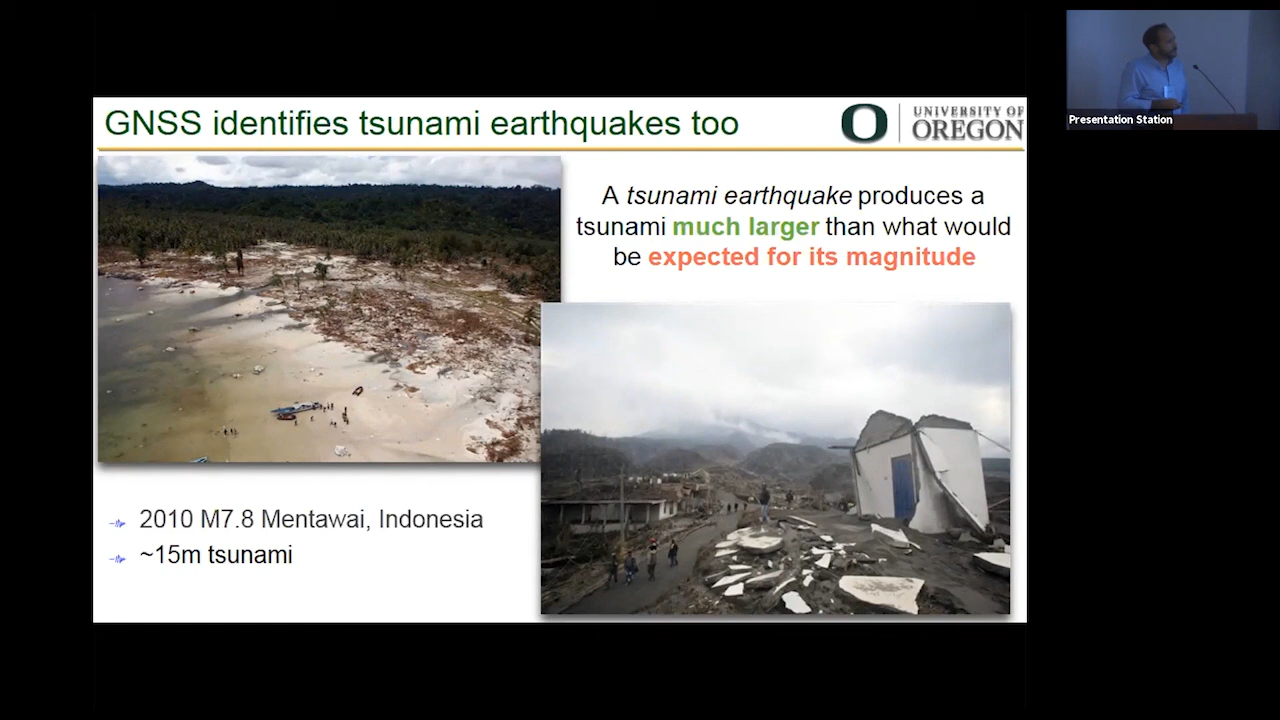 GNSS identifies tsunami earthquakes too
UNIVERSITY OF
OREGON
Presentation Station
A tsunami earthquake produces a
tsunami much larger than what would
be expected for its magnitude
2010 M7.8 Mentawai, Indonesia
~15m tsunami